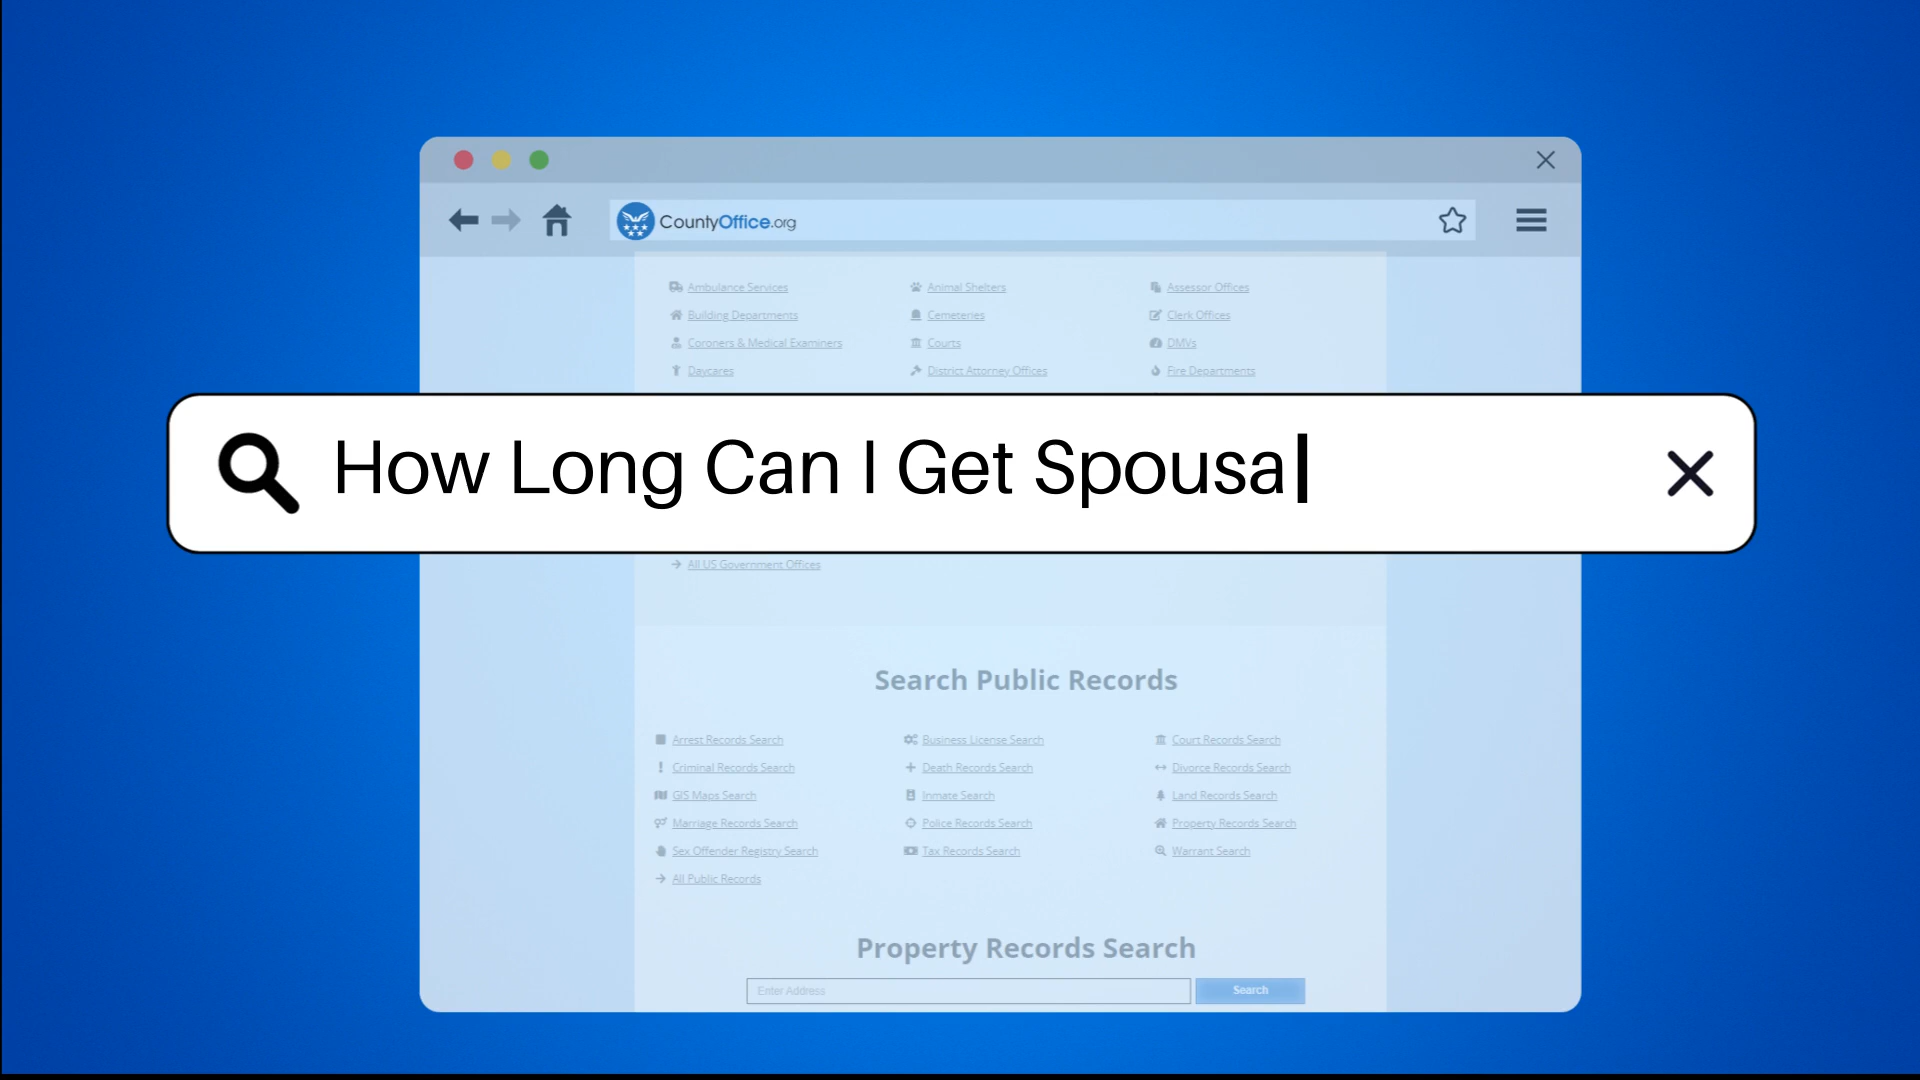 CountyOffice.org
Ambulance Services Animal Shelters Assessor Offices
Building Departments Cemeteries Clerk Offices
Coroners & Medical Examiners Courts DMVs
Daycares District Attorney Offices Fire Departments
How Long Can I Get Spousa
All US Government Offices
Search Public Records
Arrest Records Search Business License Search Court Records Search
Criminal Records Search Death Records Search Divorce Records Search
GIS Maps Search Inmate Search Land Records Search
Marriage Records Search Police Records Search Property Records Search
Sex Offender Registry Search Tax Records Search Warrant Search
All Public Records
Property Records Search
Enter Address Search